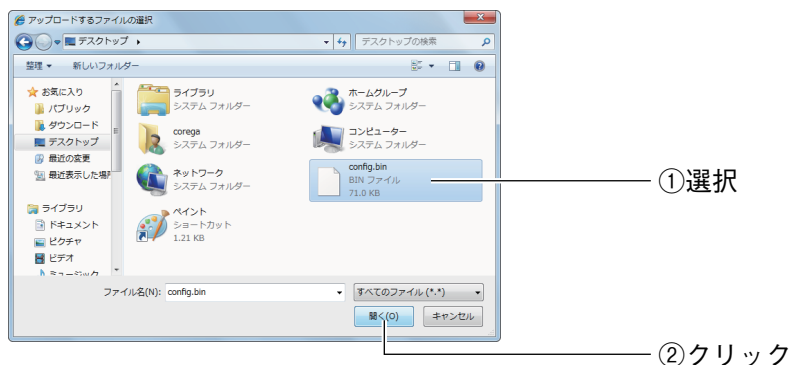 アップロードするファイルの選択
デスクトップ
デスクトップの検索
整理 新しいフォルダー
お気に入り
パブリック
ダウンロード
デスクトップ
最近の変更
最近表示した場所
ライブラリ
ドキュメント
ピクチャ
ビデオ
ミュージック
ライブラリ
システム フォルダー
ホームグループ
システム フォルダー
corega
システム フォルダー
コンピューター
システム フォルダー
ネットワーク
システム フォルダー
config.bin
BIN ファイル
71.0 KB
ペイント
ショートカット
1.21 KB
①選択
ファイル名(N): config.bin
すべてのファイル (*.*)
開く(O) キャンセル
②クリック